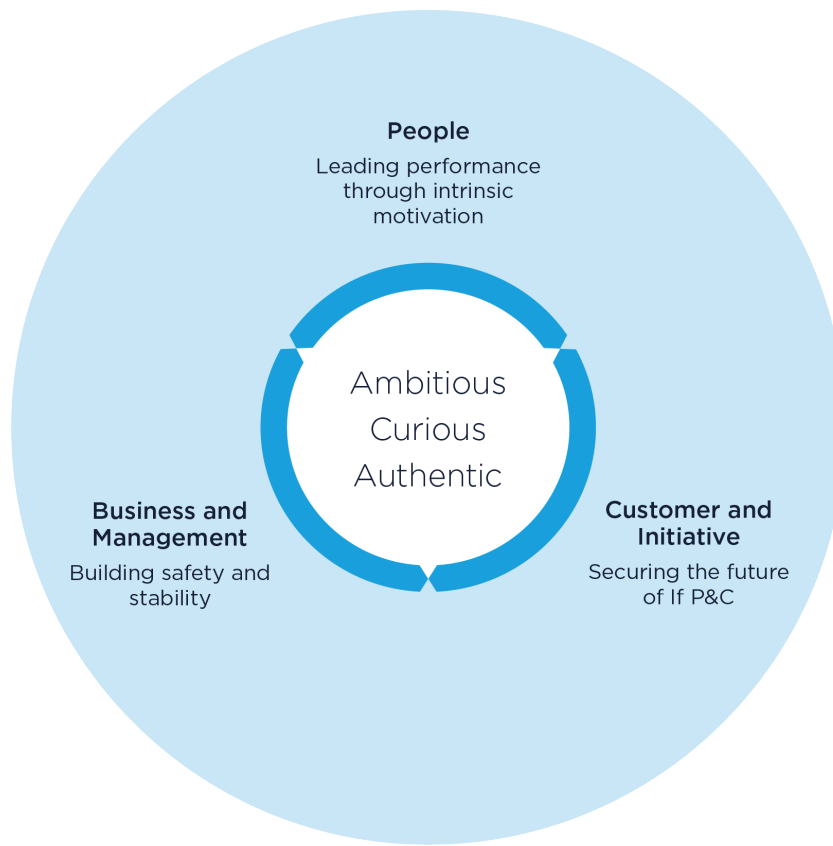 People
Leading performance
through intrinsic
motivation
Ambitious
Curious
Authentic
Business and
Management
Building safety and
stability
Customer and
Initiative
Securing the future
of If P&C